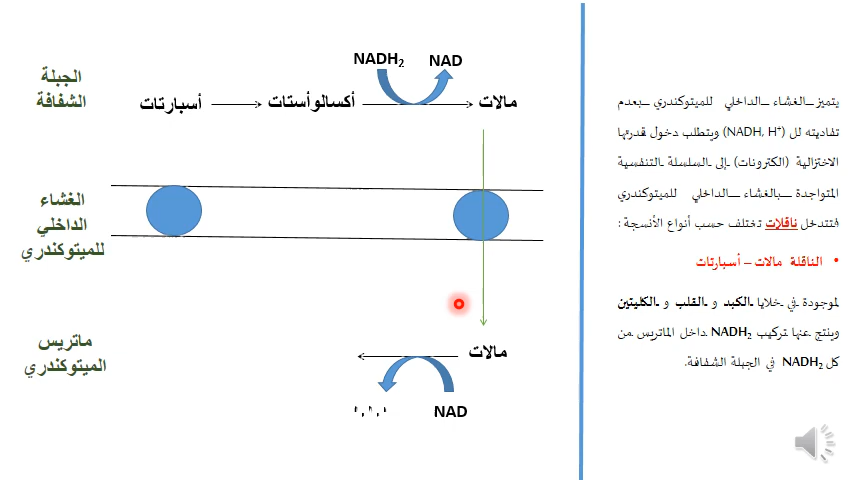 يتميز الغشاء الداخلي للميتوكندري بعدم
تفاديته لل (NADH, H⁺) ويتطلب دخول قدرتها
الاختزالية (الكترونات) إلى السلسلة التنفسية
المتواجدة بالغشاء الداخلي للميتوكندري
فتتدخل ناقلات تختلف حسب أنواع الأنسجة :
• الناقلة مالات – أسبارتات
لموجودة في خلايا الكبد و القلب و الكليتين
وينتج عنها تركيب NADH₂ داخل الماتريس من
كل NADH₂ في الجبلة الشفافة.
الجبلة
الشفافة
NADH₂ NAD
مالات
أكسالوأستات
أسبارتات
الغشاء
الداخلي
للميتوكندري
ماتريس
الميتوكندري
مالات
NAD